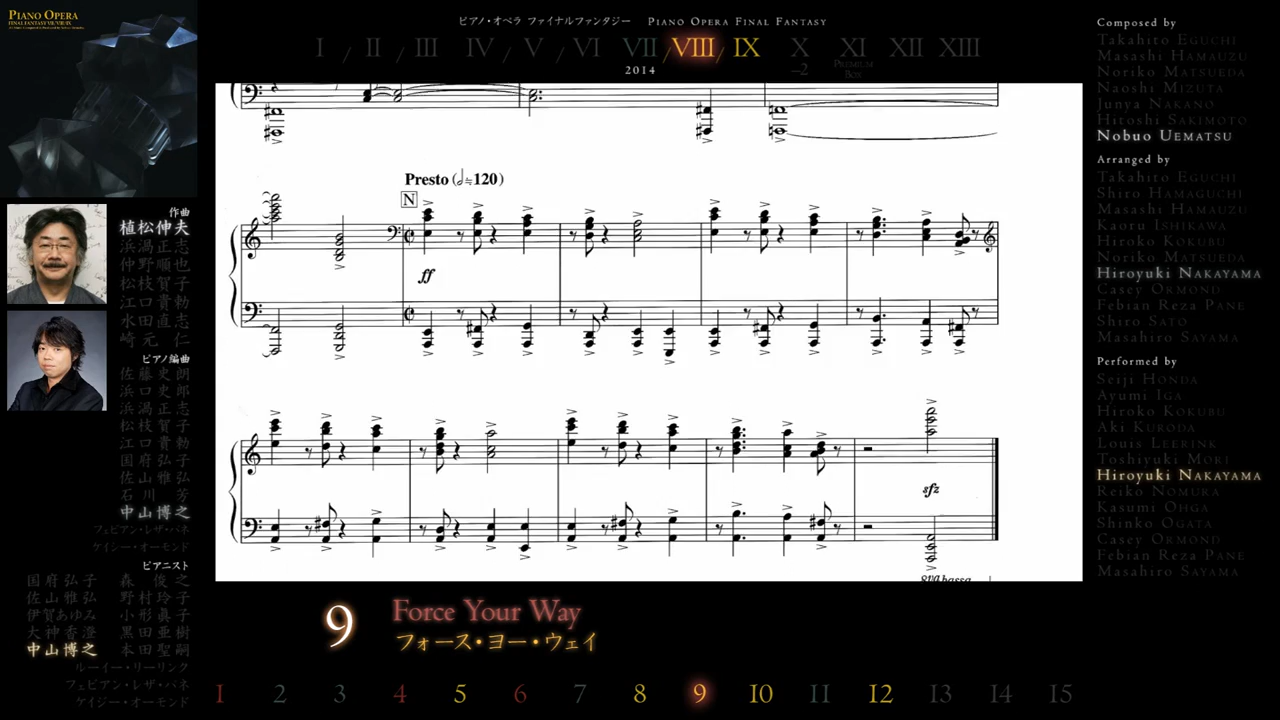 PIANO OPERA
ピアノ・オペラ ファイナルファンタジー PIANO OPERA FINAL FANTASY
I / II / III IV / V / VI VII / VIII / IX X XI XII XIII
2014
–2 PREMIUM
BOX
作曲
植松伸夫
浜渦正志
仲野順也
松枝賀子
江口貴勅
水田直志
崎元 仁
ピアノ編曲
佐藤史朗
浜口史郎
浜渦正志
松枝賀子
江口貴勅
国府弘子
佐山雅弘
石川 芳
中山博之
フェビアン・レザ・パネ
ケイシー・オーモンド
ピアニスト
国府弘子 森 俊之
佐山雅弘 野村玲子
伊賀あゆみ 小形眞子
大神香澄 黒田亜樹
中山博之 本田聖嗣
ルーイー・リーリンク
フェビアン・レザ・パネ
ケイジー・オーモンド
Presto (≒120)
N
ff
sfz
8va bassa
9 Force Your Way
フォース・ヨー・ウェイ
1 2 3 4 5 6 7 8 9 10 11 12 13 14 15
Composed by
Takahito EGUCHI
Masashi HAMAUZU
Noriko MATSUEDA
Naoshi MIZUTA
Junya NAKANO
Hitoshi SAKIMOTO
Nobuo UEMATSU
Arranged by
Takahito EGUCHI
Shiro HAMAGUCHI
Masashi HAMAUZU
Kaoru ISHIKAWA
Hiroko KOKUBU
Noriko MATSUEDA
Hiroyuki NAKAYAMA
Casey ORMOND
Febian Reza PANE
Shiro SATO
Masahiro SAYAMA
Performed by
Seiji HONDA
Ayumi IGA
Hiroko KOKUBU
Aki KURODA
Louis LEERINK
Toshiyuki MORI
Hiroyuki NAKAYAMA
Reiko NOMURA
Kasumi OHGA
Shinko OGATA
Casey ORMOND
Febian Reza PANE
Masahiro SAYAMA